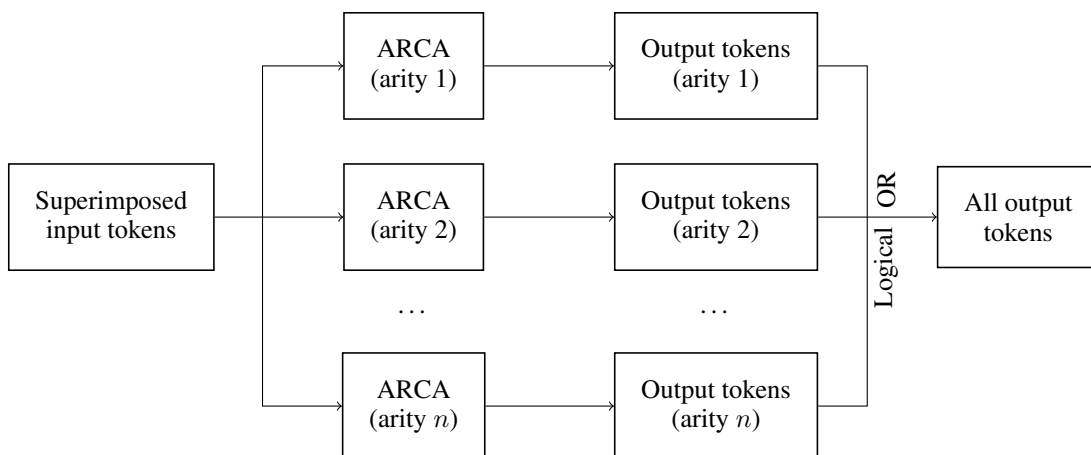 ARCA
(arity 1)
Output tokens
(arity 1)
Superimposed
input tokens
ARCA
(arity 2)
Output tokens
(arity 2)
Logical OR
All output
tokens
...
...
ARCA
(arity n)
Output tokens
(arity n)